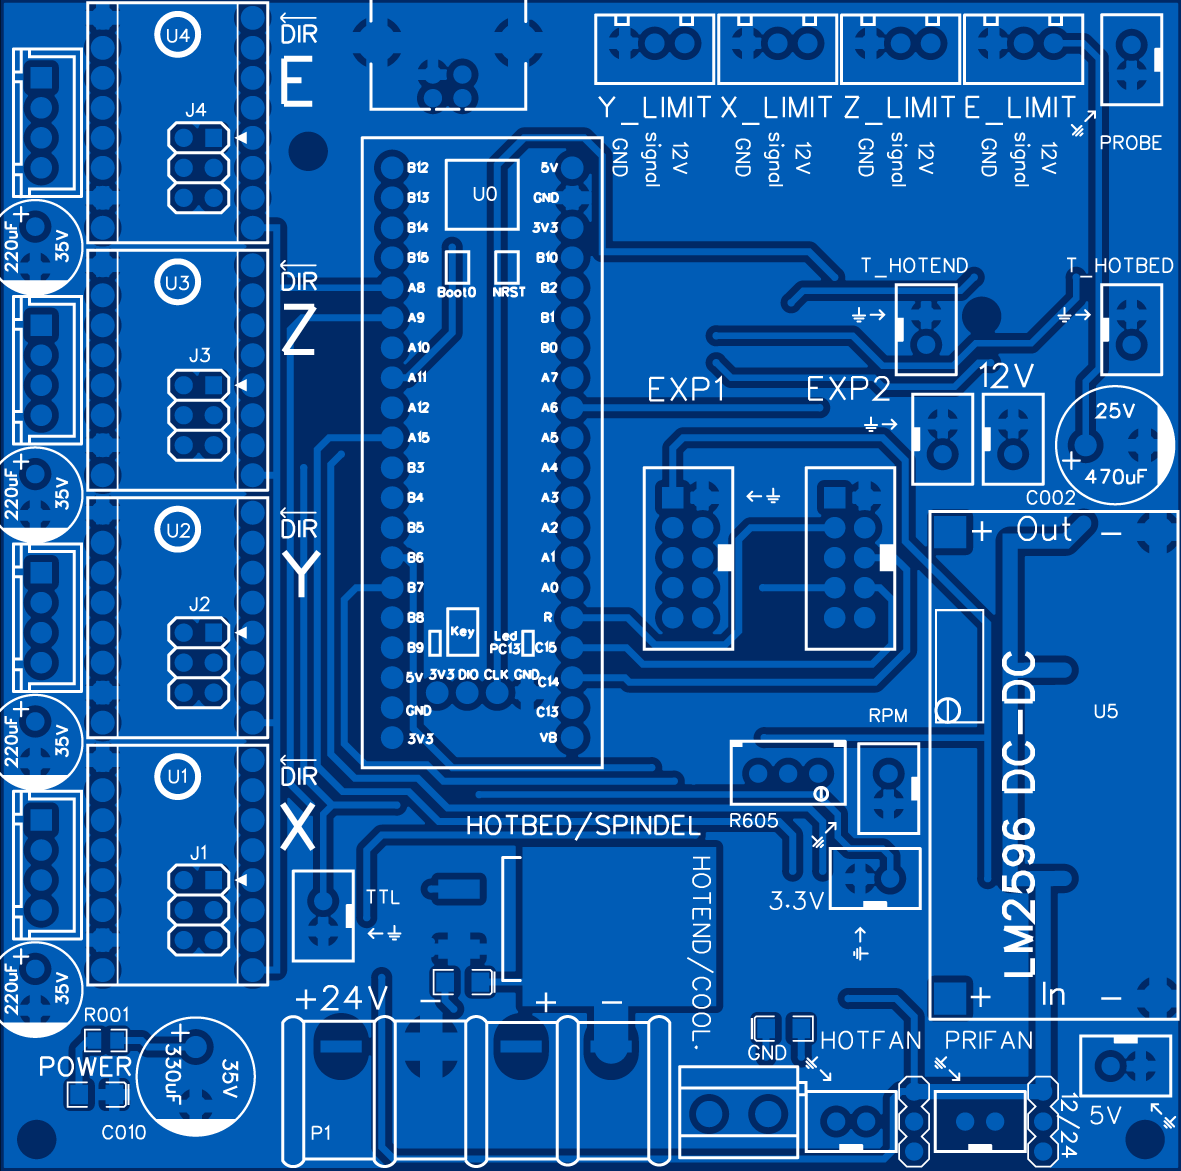 U4
DIR
E
J4
220uF
35V
U3
DIR
Z
J3
220uF
35V
U2
DIR
Y
J2
220uF
35V
U1
DIR
X
J1
220uF
35V
R001
POWER
C010
330uF
35V
Y_LIMIT X_LIMIT Z_LIMIT E_LIMIT
GND signal 12V
GND signal 12V
GND signal 12V
GND signal 12V
PROBE
U0
B12 5V
B13 GND
B14 3V3
B15 B10
A8 B2
A9 B1
A10 B0
A11 A7
A12 A6
A15 A5
B3 A4
B4 A3
B5 A2
B6 A1
B7 A0
B8 R
B9 C15
5V C14
GND C13
3V3 VB
Boot0 NRST
Key
Led
PC13
3V3 DIO CLK GND
T_HOTEND T_HOTBED
EXP1 EXP2 12V
25V
470uF
C002
+ Out -
LM2596 DC-DC
U5
+ In -
RPM
R605
3.3V
HOTBED/SPINDEL
HOTEND/COOL.
TTL
+24V - + -
P1
GND
HOTFAN PRIFAN
12/24
5V